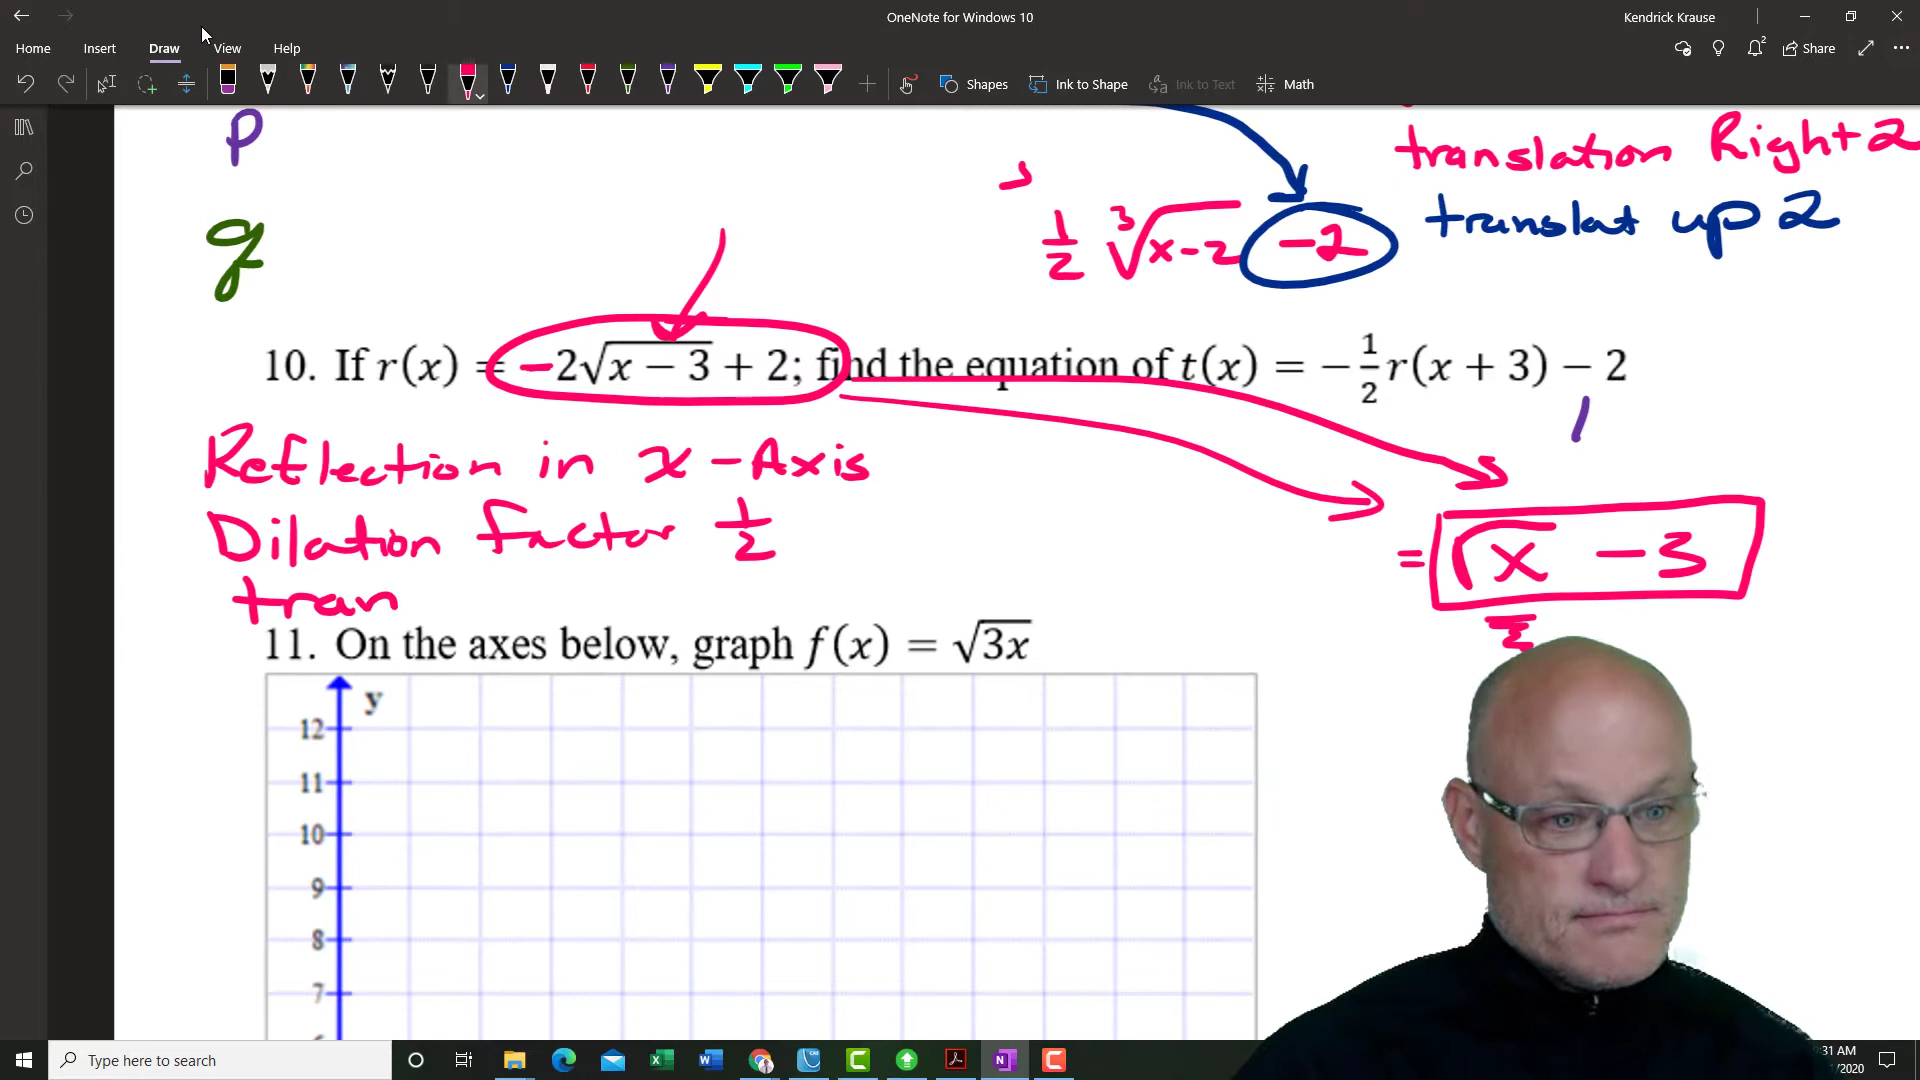 OneNote for Windows 10
Kendrick Krause
Home Insert Draw View Help
Share
Shapes Ink to Shape Ink to Text Math
p
translation Right 2
g
1/2 ∛x-2 -2
translat up 2
10. If r(x) = −2√x − 3 + 2; find the equation of t(x) = −1/2 r(x + 3) − 2
Reflection in x-Axis
Dilation factor 1/2
= √x - 3
tran
11. On the axes below, graph f(x) = √3x
y
12
11
10
9
8
7
Type here to search